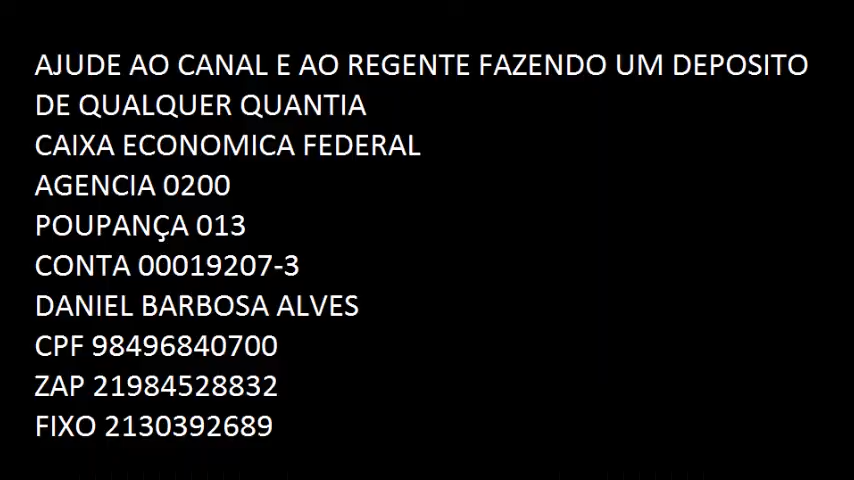 AJUDE AO CANAL E AO REGENTE FAZENDO UM DEPOSITO
DE QUALQUER QUANTIA
CAIXA ECONOMICA FEDERAL
AGENCIA 0200
POUPANÇA 013
CONTA 00019207-3
DANIEL BARBOSA ALVES
CPF 98496840700
ZAP 21984528832
FIXO 2130392689